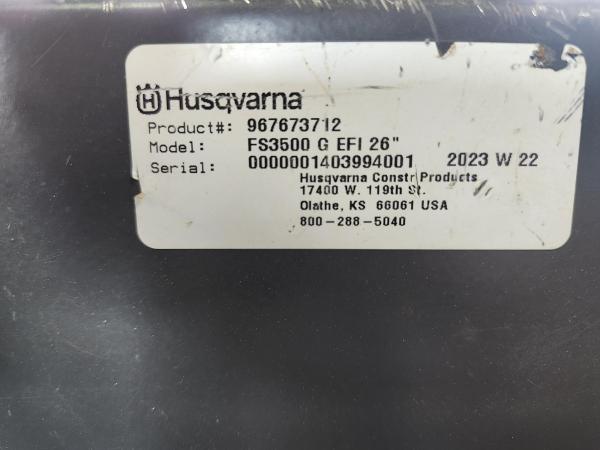 Husqvarna
Product#: 967673712
Model: FS3500 G EFI 26"
Serial: 0000001403994001 2023 W 22
Husqvarna Constr Products
17400 W. 119th St.
Olathe, KS 66061 USA
800-288-5040